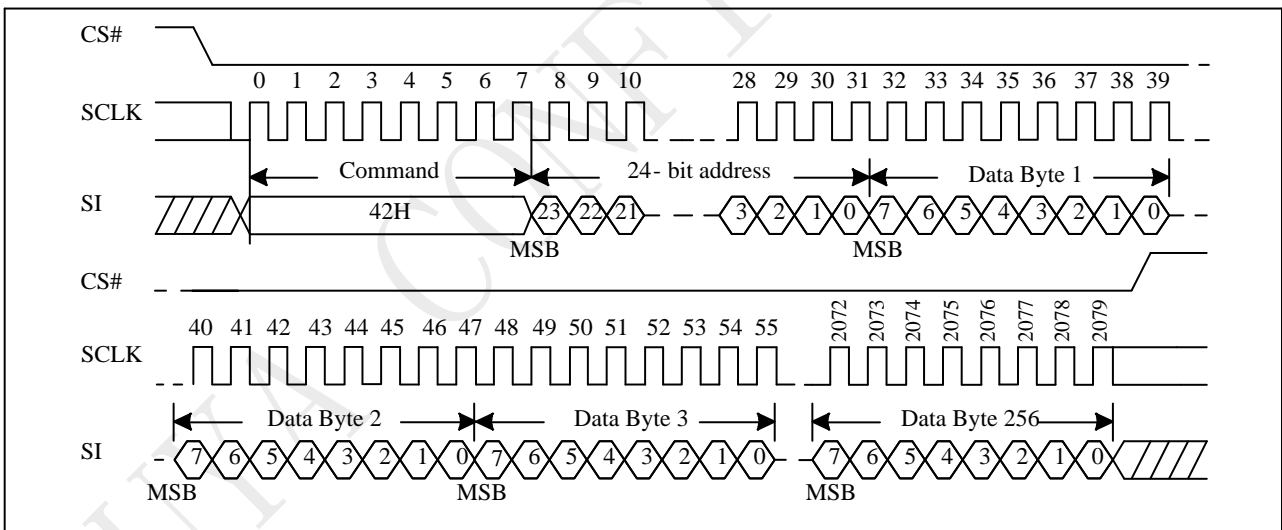 CS#
0 1 2 3 4 5 6 7 8 9 10 28 29 30 31 32 33 34 35 36 37 38 39
SCLK
Command 24- bit address Data Byte 1
SI 42H 23 22 21 3 2 1 0 7 6 5 4 3 2 1 0
MSB MSB
CS#
40 41 42 43 44 45 46 47 48 49 50 51 52 53 54 55 2072 2073 2074 2075 2076 2077 2078 2079
SCLK
Data Byte 2 Data Byte 3 Data Byte 256
SI 7 6 5 4 3 2 1 0 7 6 5 4 3 2 1 0 7 6 5 4 3 2 1 0
MSB MSB MSB